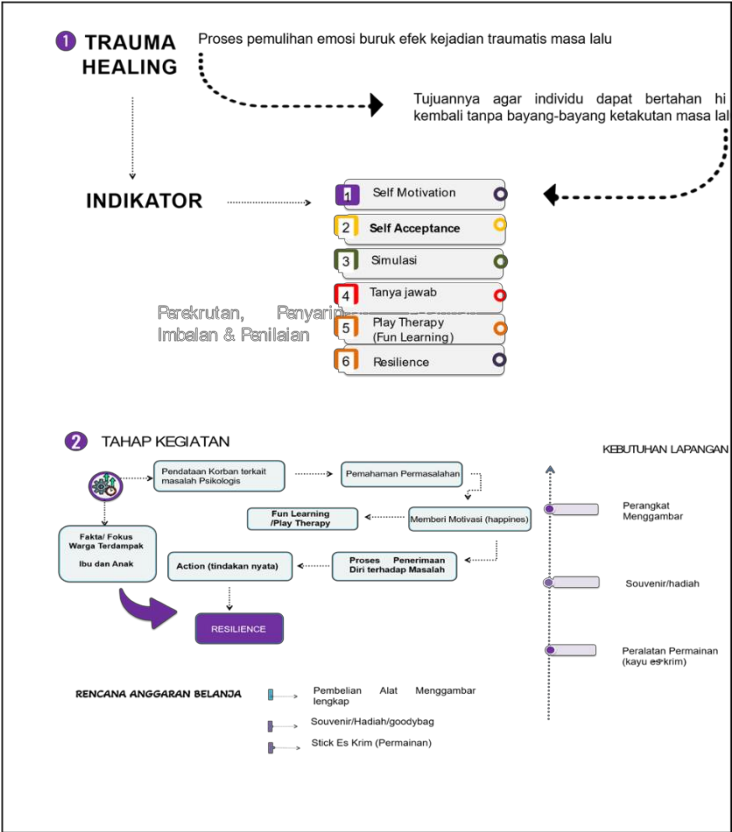 1 TRAUMA
HEALING
Proses pemulihan emosi buruk efek kejadian traumatis masa lalu
Tujuannya agar individu dapat bertahan hi
kembali tanpa bayang-bayang ketakutan masa lal
INDIKATOR
1 Self Motivation
2 Self Acceptance
3 Simulasi
4 Tanya jawab
Perekrutan,
Imbalan & Penilaian
5 Play Therapy
(Fun Learning)
6 Resilience
2 TAHAP KEGIATAN
KEBUTUHAN LAPANGAN
Pendataan Korban terkait
masalah Psikologis
Pemahaman Permasalahan
Fun Learning
/Play Therapy
Memberi Motivasi (happines)
Perangkat
Menggambar
Fakta/ Fokus
Warga Terdampak
Ibu dan Anak
Action (tindakan nyata)
Proses Penerimaan
Diri terhadap Masalah
Souvenir/hadiah
RESILIENCE
Peralatan Permainan
(kayu es krim)
RENCANA ANGGARAN BELANJA
Pembelian Alat Menggambar
lengkap
Souvenir/Hadiah/goodybag
Stick Es Krim (Permainan)